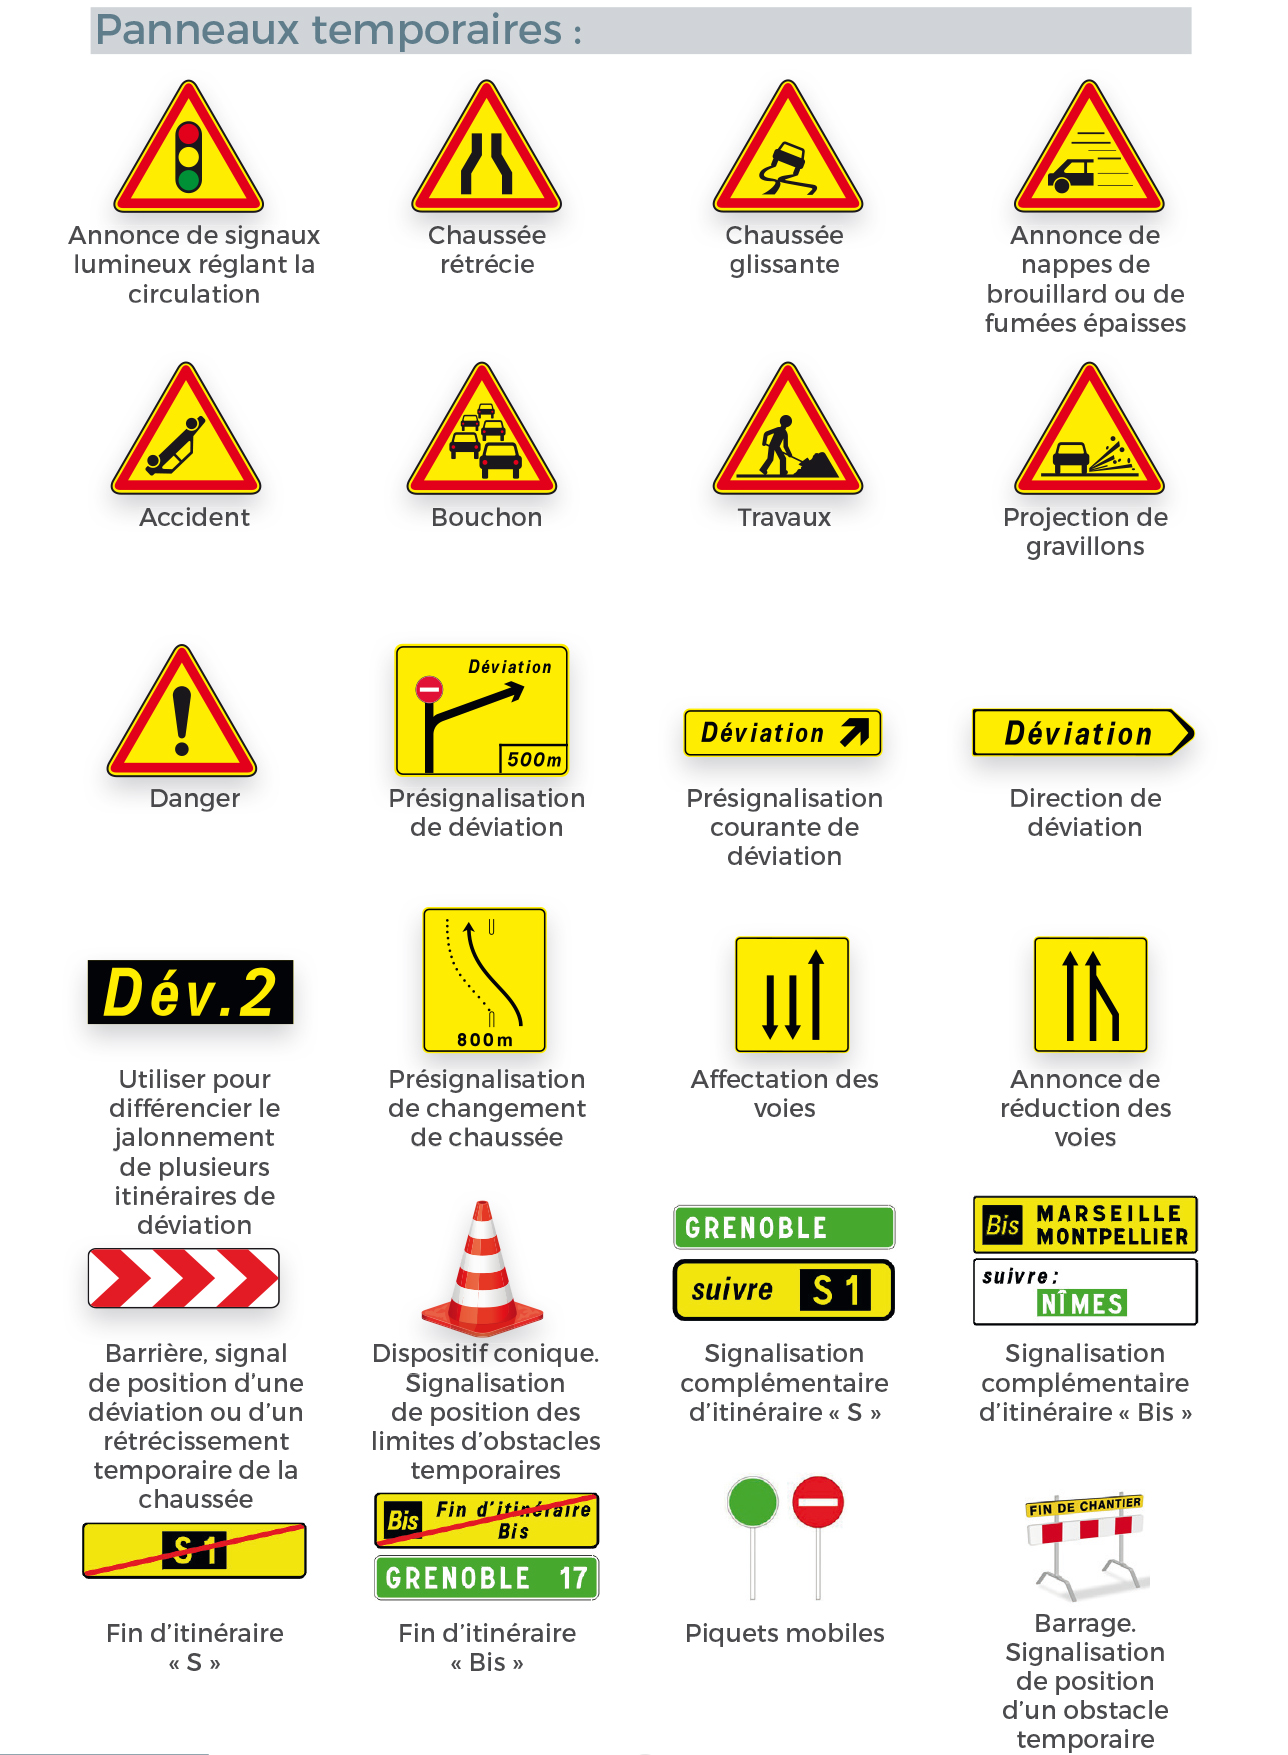 Panneaux temporaires :
Annonce de signaux
lumineux réglant la
circulation
Chaussée
rétrécie
Chaussée
glissante
Annonce de
nappes de
brouillard ou de
fumées épaisses
Accident
Bouchon
Travaux
Projection de
gravillons
Danger
Déviation
500m
Présignalisation
de déviation
Déviation
Présignalisation
courante de
déviation
Déviation
Direction de
déviation
Dév.2
Utiliser pour
différencier le
jalonnement
de plusieurs
itinéraires de
déviation
800m
Présignalisation
de changement
de chaussée
Affectation des
voies
Annonce de
réduction des
voies
Barrière, signal
de position d’une
déviation ou d’un
rétrécissement
temporaire de la
chaussée
Dispositif conique.
Signalisation
de position des
limites d’obstacles
temporaires
GRENOBLE
suivre S 1
Signalisation
complémentaire
d’itinéraire « S »
Bis MARSEILLE
MONTPELLIER
suivre :
NÎMES
Signalisation
complémentaire
d’itinéraire « Bis »
S 1
Fin d’itinéraire
« S »
Bis Fin d’itinéraire
Bis
GRENOBLE 17
Fin d’itinéraire
« Bis »
Piquets mobiles
FIN DE CHANTIER
Barrage.
Signalisation
de position
d’un obstacle
temporaire